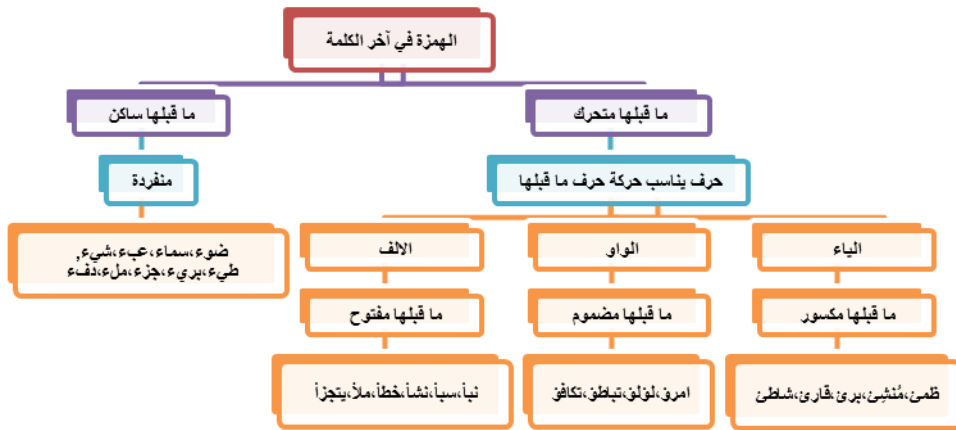 الهمزة في آخر الكلمة
ما قبلها متحرك
ما قبلها ساكن
حرف يناسب حركة حرف ما قبلها
منفردة
الياء
الواو
الالف
ضوء،سماء،عبء،شيء,
طيء،بريء،جزء،ملء،دفء
ما قبلها مكسور
ما قبلها مضموم
ما قبلها مفتوح
ظمئ،مُنشِئ،برئ،قارئ،شاطئ
امرؤ،لؤلؤ،تباطؤ،تكافؤ
نبأ،سبأ،نشأ،خطأ،ملأ،يتجزأ